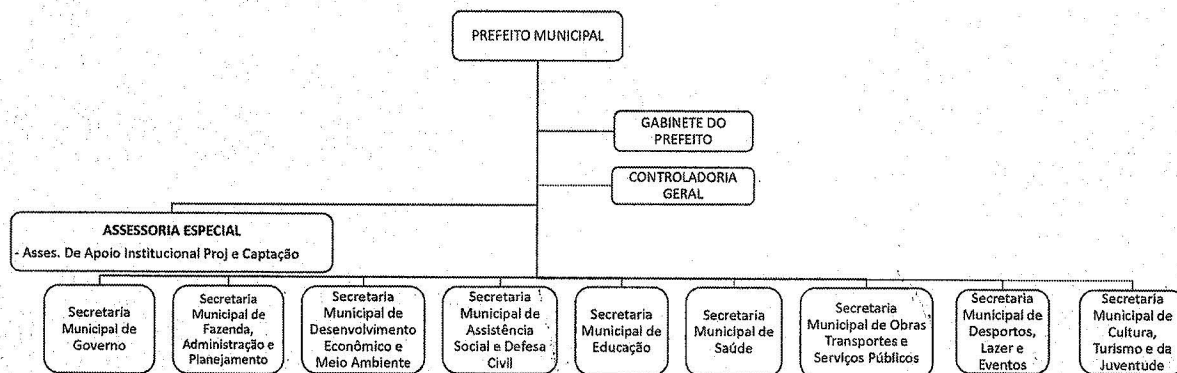 PREFEITO MUNICIPAL
GABINETE DO
PREFEITO
CONTROLADORIA
GERAL
ASSESSORIA ESPECIAL
- Asses. De Apoio Institucional Proj e Captação
Secretaria
Municipal de
Governo
Secretaria
Municipal de
Fazenda,
Administração e
Planejamento
Secretaria
Municipal de
Desenvolvimento
Econômico e
Meio Ambiente
Secretaria
Municipal de
Assistência
Social e Defesa
Civil
Secretaria
Municipal de
Educação
Secretaria
Municipal de
Saúde
Secretaria
Municipal de Obras
Transportes e
Serviços Públicos
Secretaria
Municipal de
Desportos,
Lazer e
Eventos
Secretaria
Municipal de
Cultura,
Turismo e da
Juventude